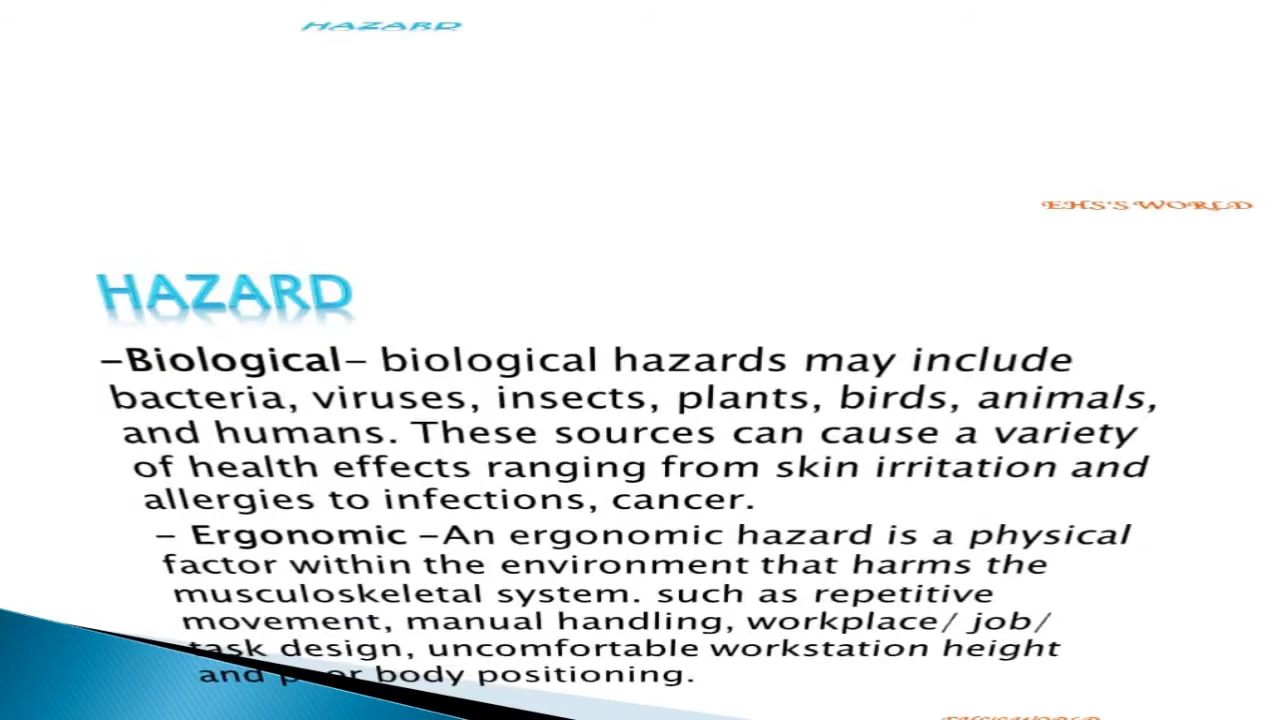 HAZARD
EHS'S WORLD
HAZARD
-Biological- biological hazards may include
bacteria, viruses, insects, plants, birds, animals,
and humans. These sources can cause a variety
of health effects ranging from skin irritation and
allergies to infections, cancer.
- Ergonomic -An ergonomic hazard is a physical
factor within the environment that harms the
musculoskeletal system. such as repetitive
movement, manual handling, workplace/ job/
task design, uncomfortable workstation height
and poor body positioning.
EHS'S WORLD